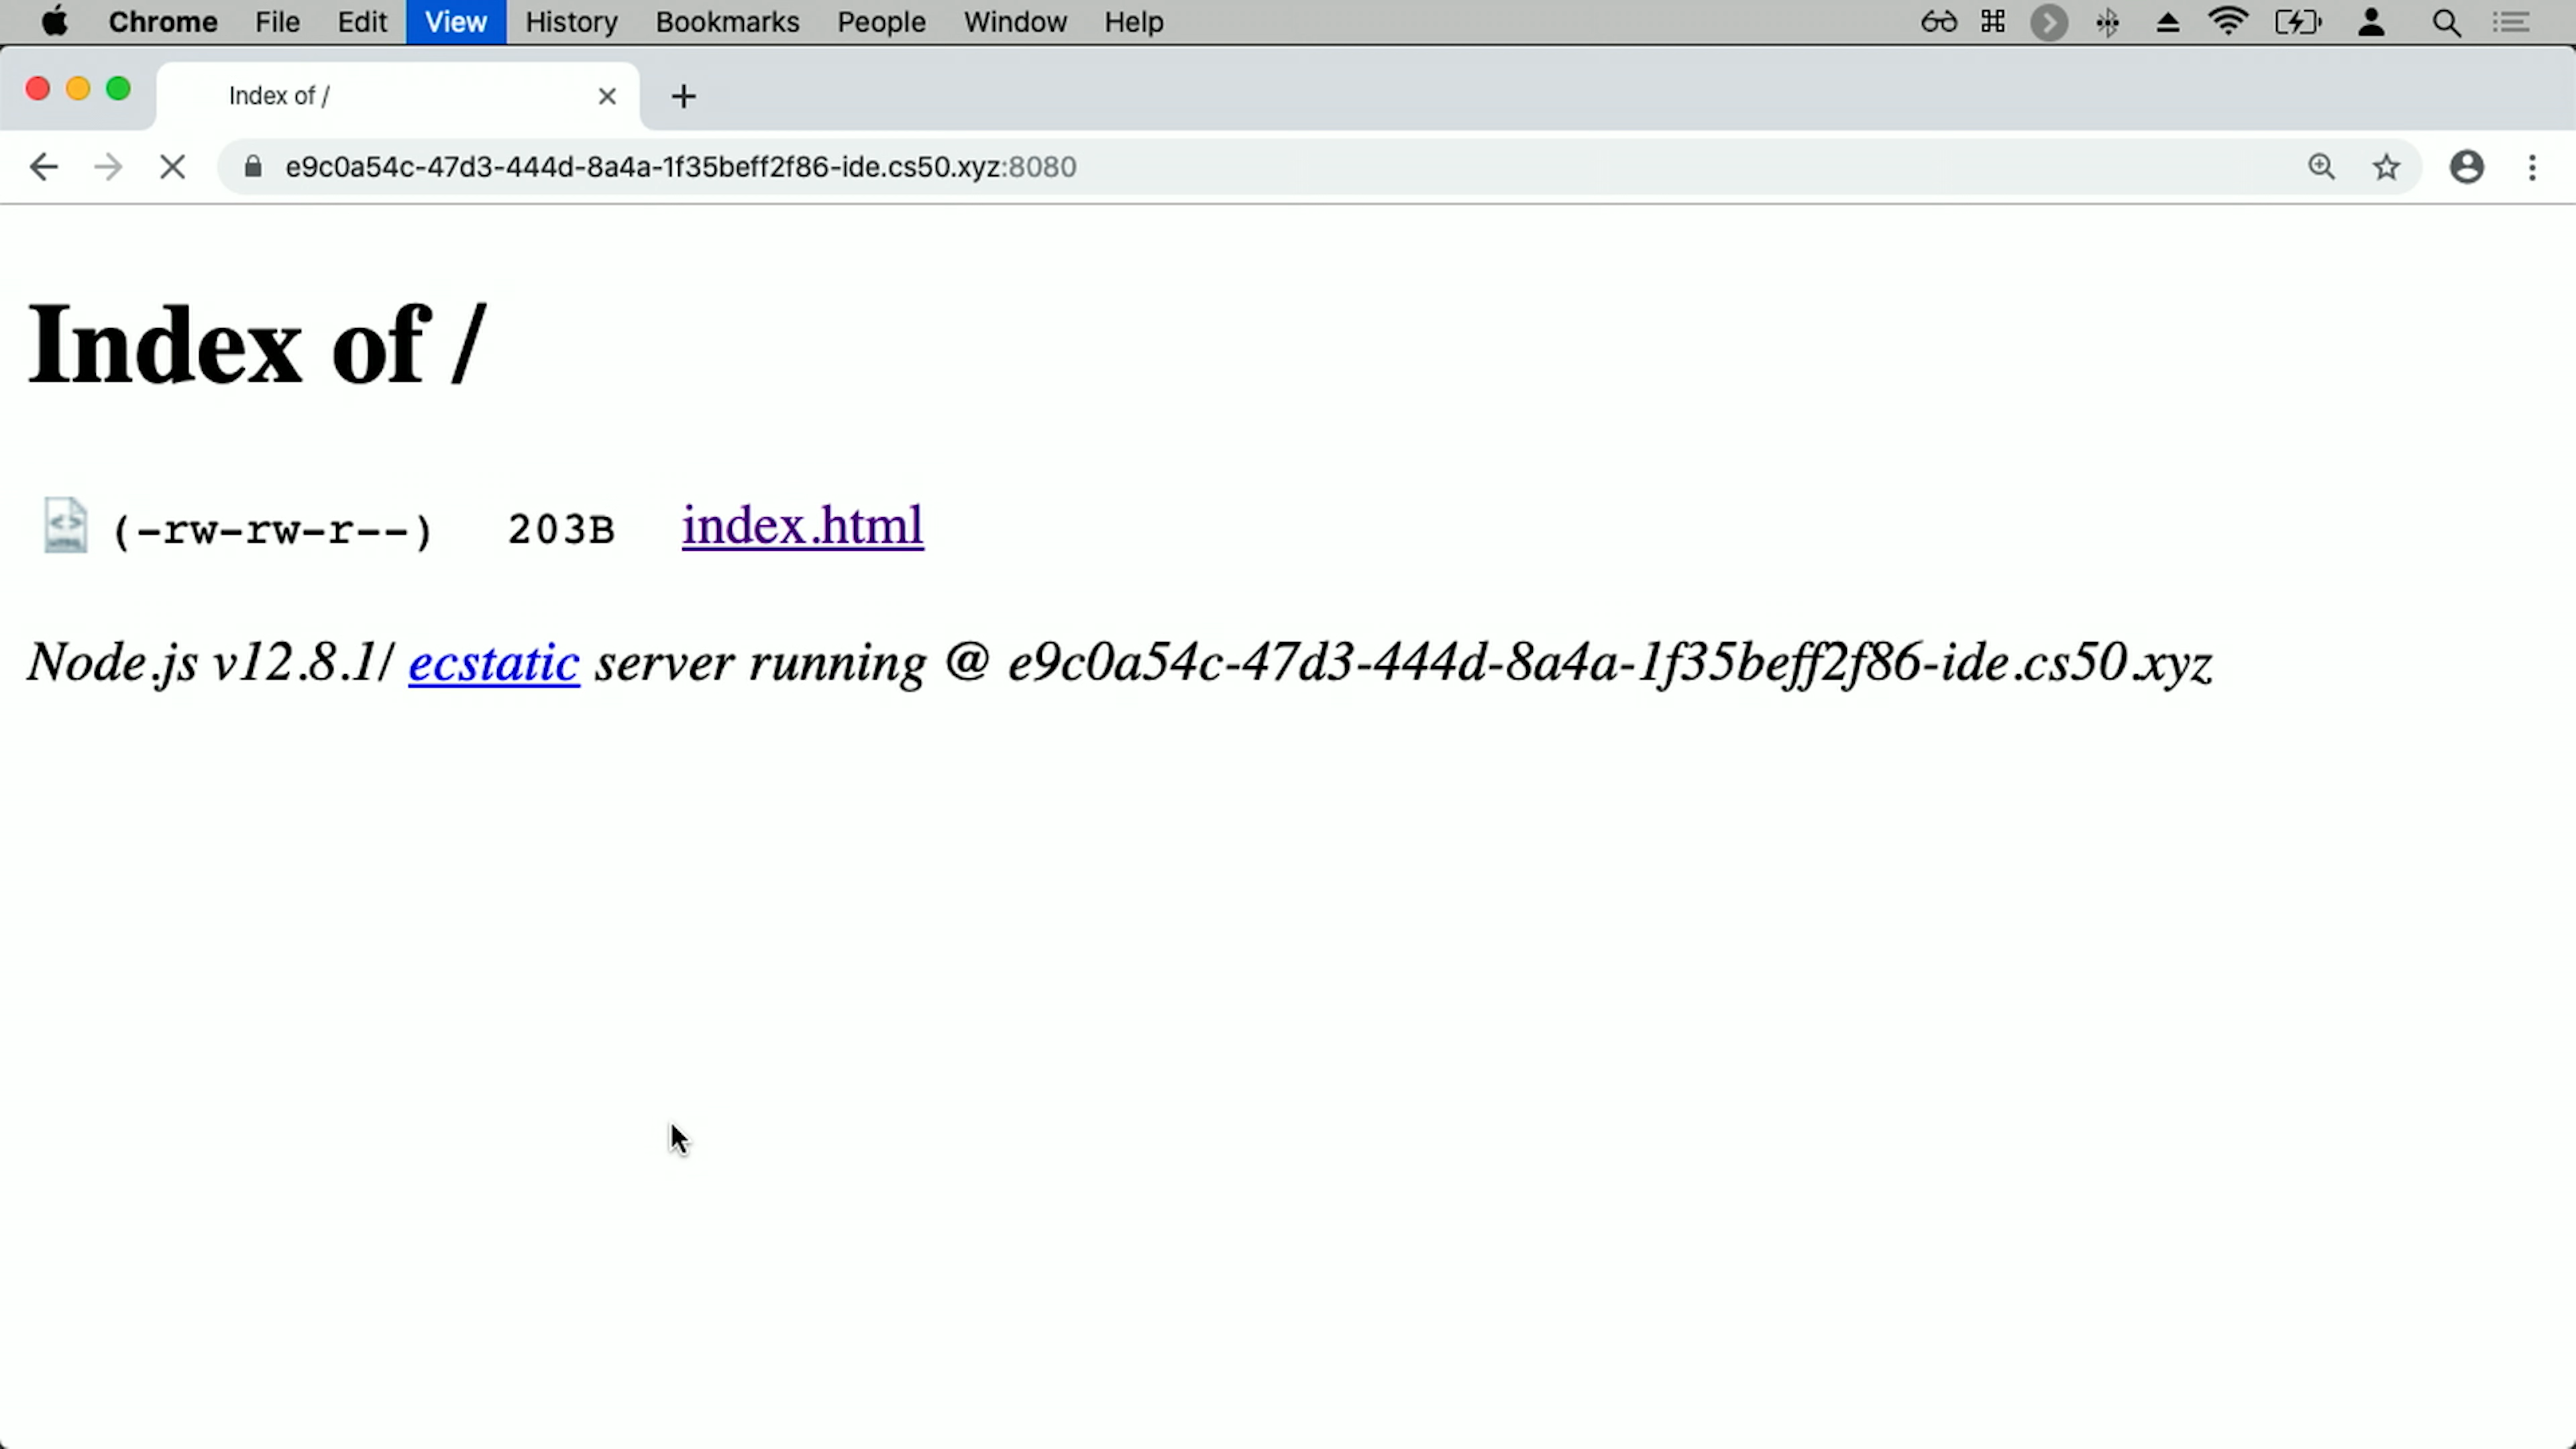 Chrome File Edit View History Bookmarks People Window Help
Index of /
e9c0a54c-47d3-444d-8a4a-1f35beff2f86-ide.cs50.xyz:8080
Index of /
(-rw-rw-r--) 203B index.html
Node.js v12.8.1/ ecstatic server running @ e9c0a54c-47d3-444d-8a4a-1f35beff2f86-ide.cs50.xyz